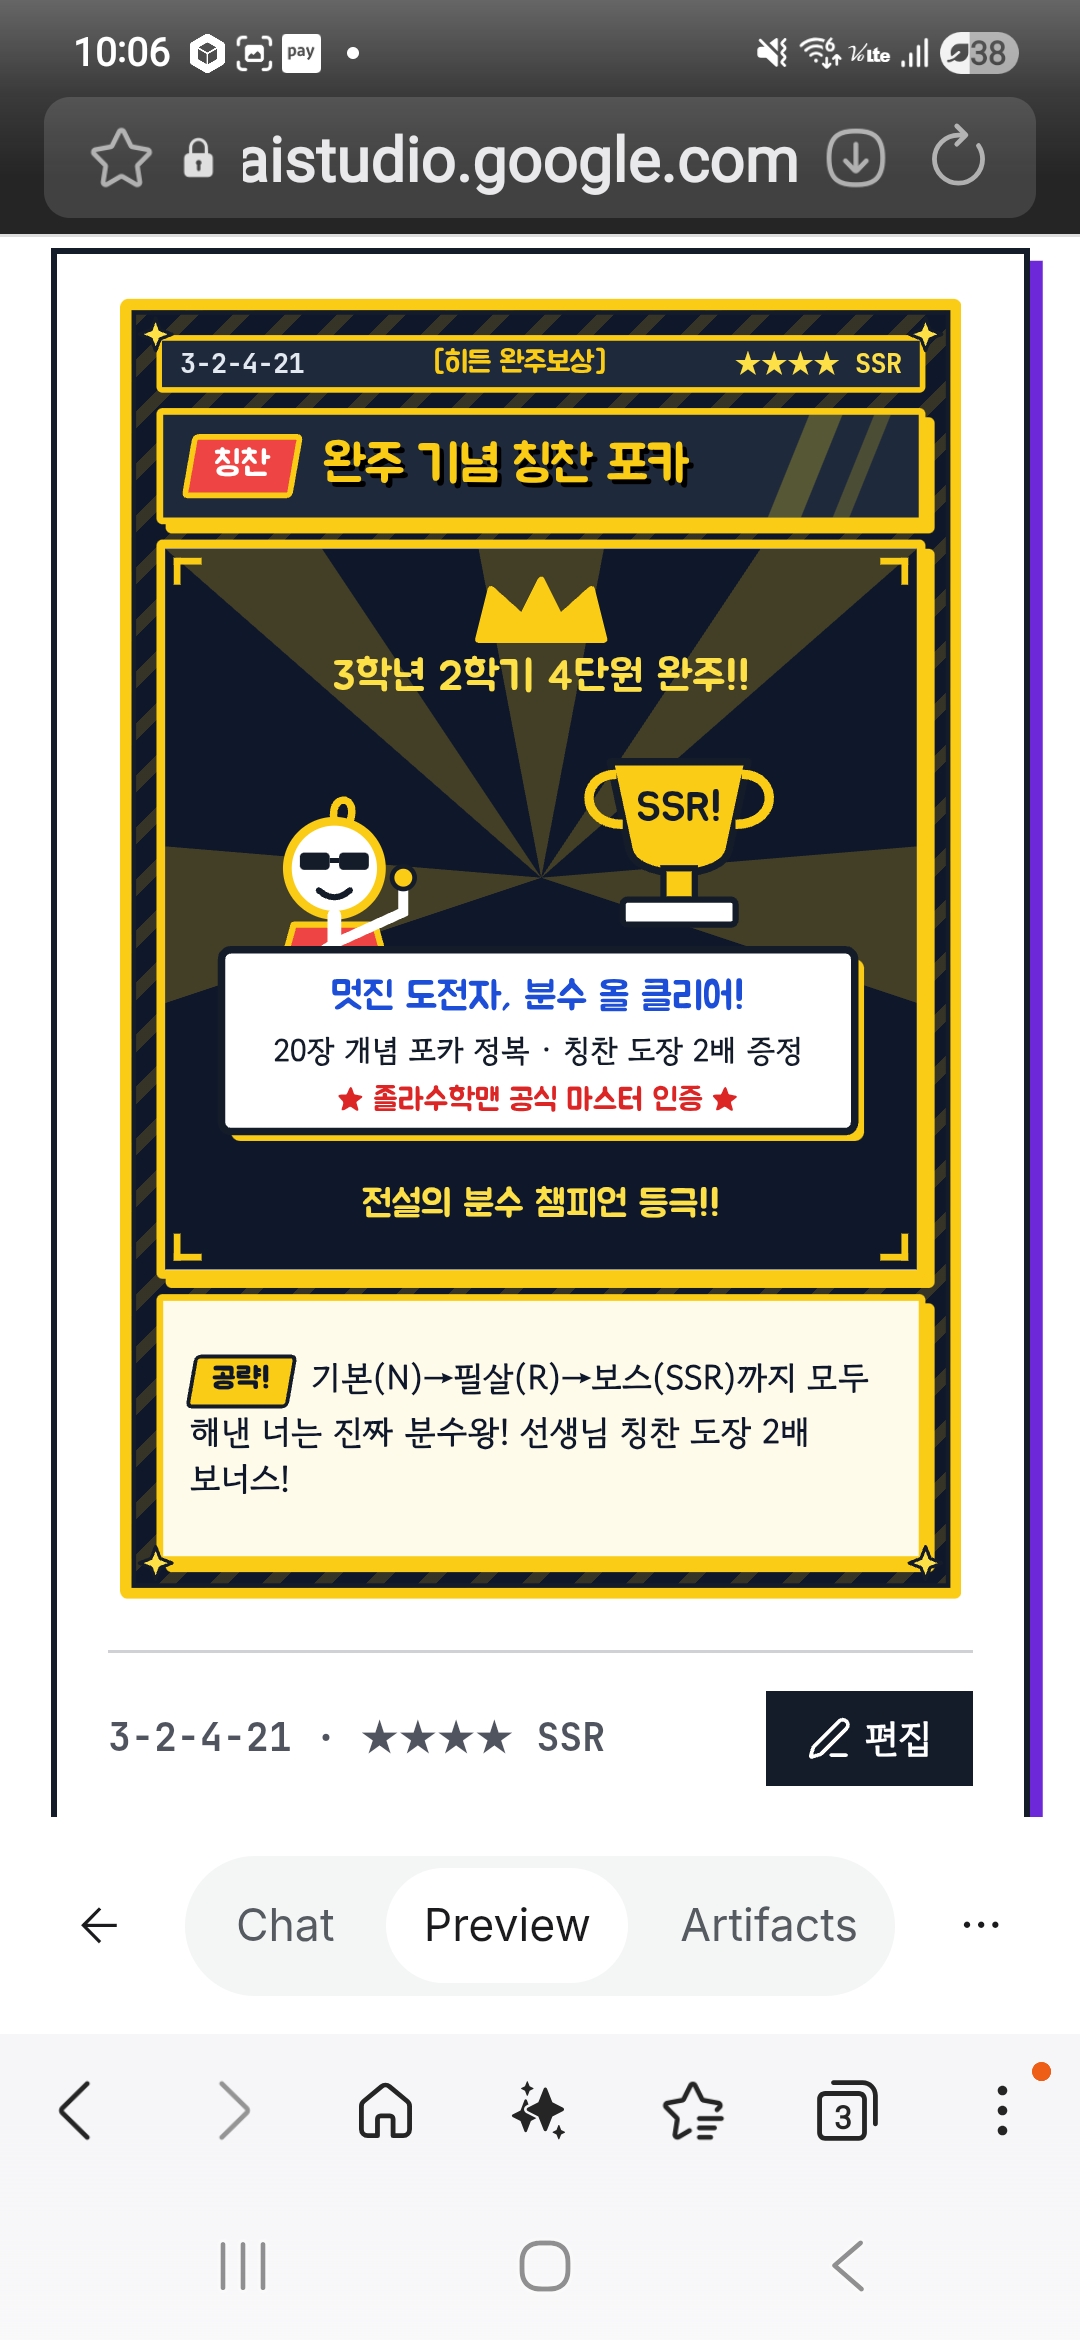 10:06 pay 6 Vo lte 38
aistudio.google.com
3-2-4-21 [히든 완주보상] ★★★★ SSR
칭찬 완주 기념 칭찬 포카
3학년 2학기 4단원 완주!!
SSR!
멋진 도전자, 분수 올 클리어!
20장 개념 포카 정복 · 칭찬 도장 2배 증정
★ 졸라수학맨 공식 마스터 인증 ★
전설의 분수 챔피언 등극!!
공략! 기본(N)→필살(R)→보스(SSR)까지 모두
해낸 너는 진짜 분수왕! 선생님 칭찬 도장 2배
보너스!
3-2-4-21 · ★★★★ SSR 편집
Chat Preview Artifacts
3